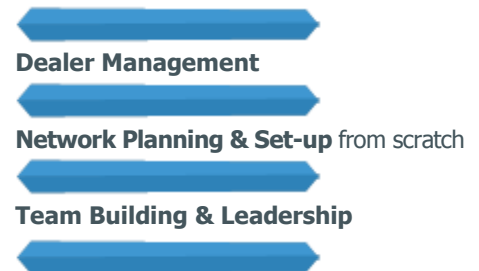 Dealer Management
Network Planning & Set-up from scratch
Team Building & Leadership